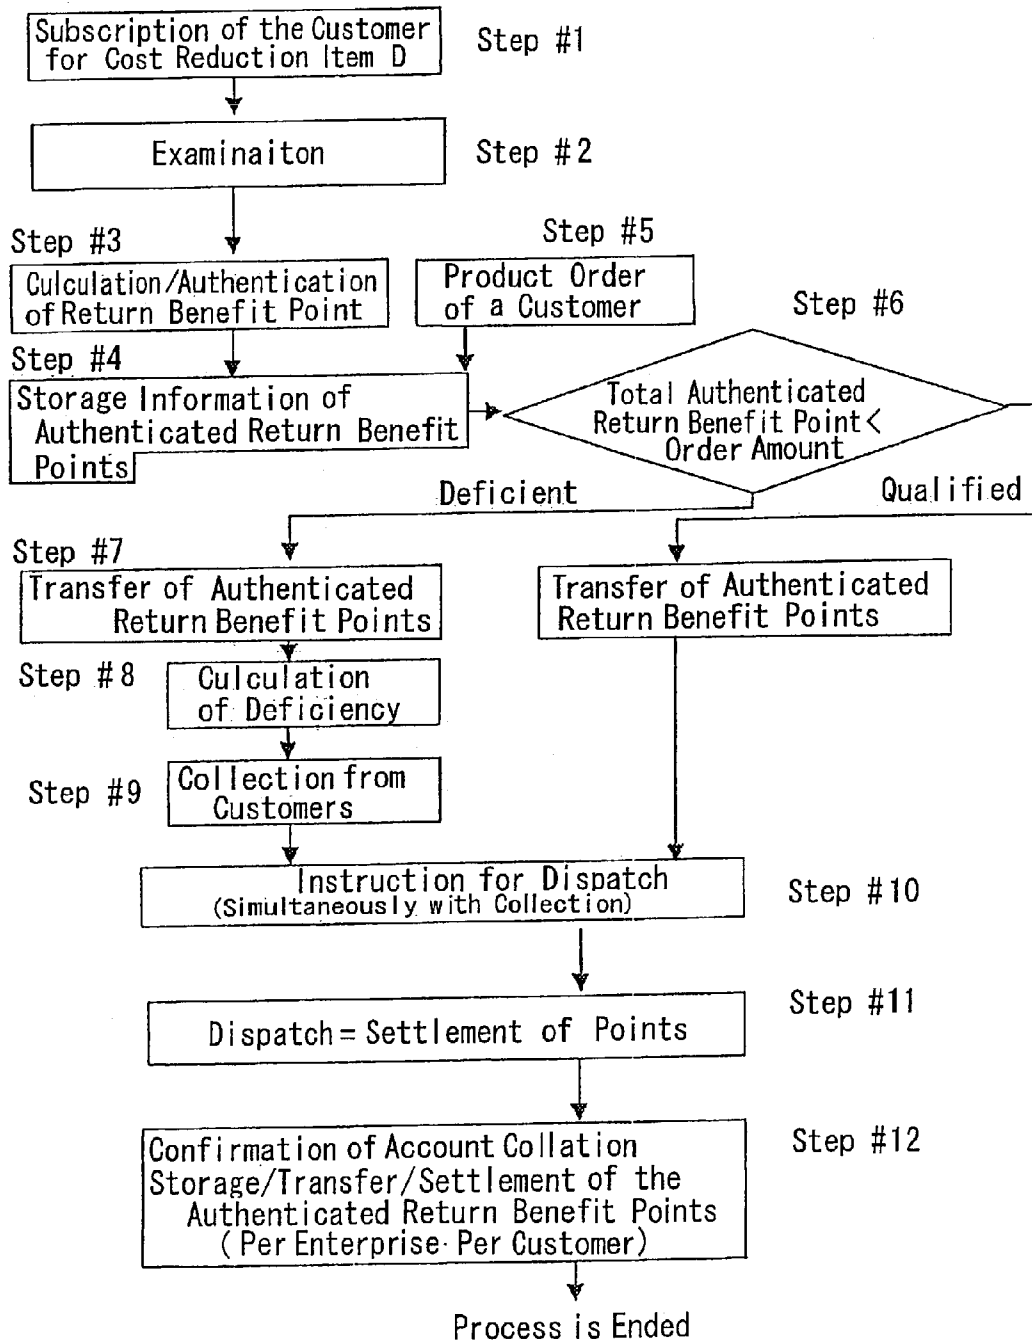 Subscription of the Customer
for Cost Reduction Item D
Step #1
Examinaiton
Step #2
Step #3
Culculation/Authentication
of Return Benefit Point
Step #5
Product Order
of a Customer
Step #4
Storage Information of
Authenticated Return Benefit
Points
Step #6
Total Authenticated
Return Benefit Point<
Order Amount
Deficient
Qualified
Step #7
Transfer of Authenticated
Return Benefit Points
Transfer of Authenticated
Return Benefit Points
Step #8
Culculation
of Deficiency
Step #9
Collection from
Customers
Instruction for Dispatch
(Simultaneously with Collection)
Step #10
Dispatch=Settlement of Points
Step #11
Confirmation of Account Collation
Storage/Transfer/Settlement of the
Authenticated Return Benefit Points
(Per Enterprise·Per Customer)
Step #12
Process is Ended